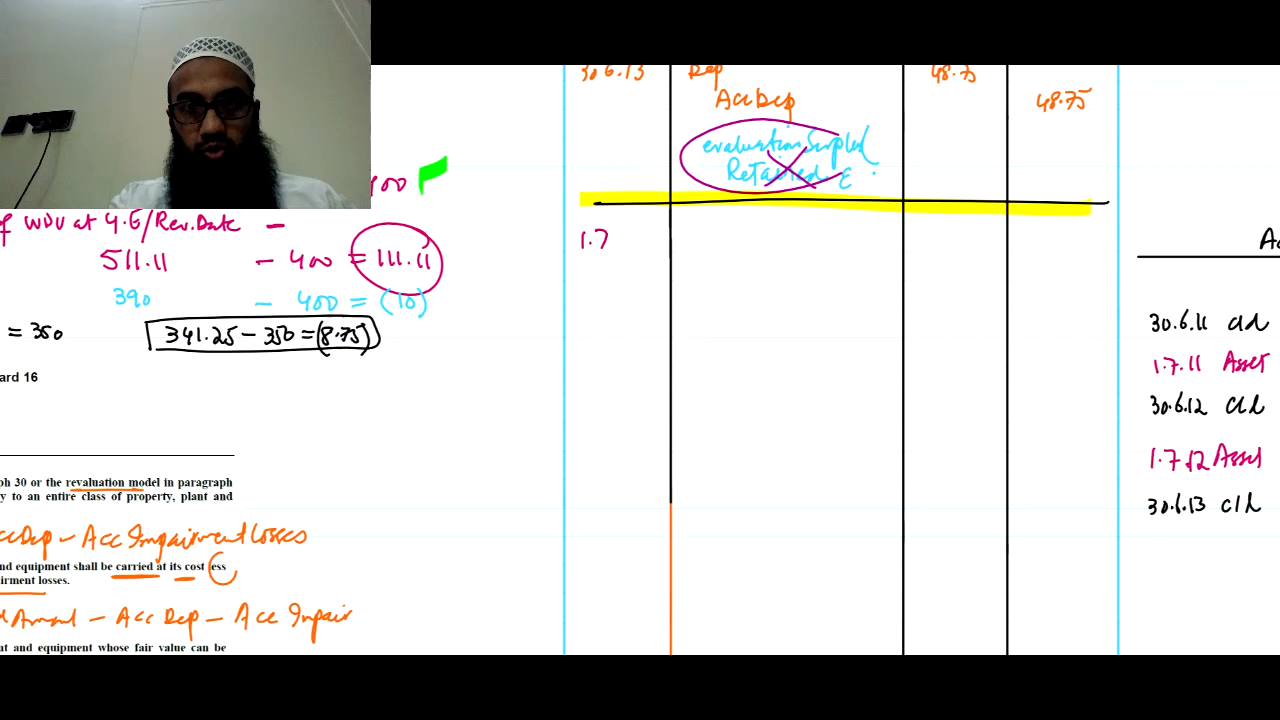 400
of WDV at Y.E/Rev.Date -
511.11 - 400 = 111.11
390 - 400 = (10)
= 350 341.25 - 350 = (8.75)
ard 16
ph 30 or the revaluation model in paragraph
y to an entire class of property, plant and
cc Dep - Acc Impairment Losses
nd equipment shall be carried at its cost less
irment losses.
Amount - Acc Dep - Acc Impair
nt and equipment whose fair value can be
30.6.13 Dep 48.75
Acc Dep 48.75
evaluation Surplus
Retained E
1.7
Ac
30.6.11 c/d
1.7.11 Asset
30.6.12 c/d
1.7.12 Asset
30.6.13 c/d